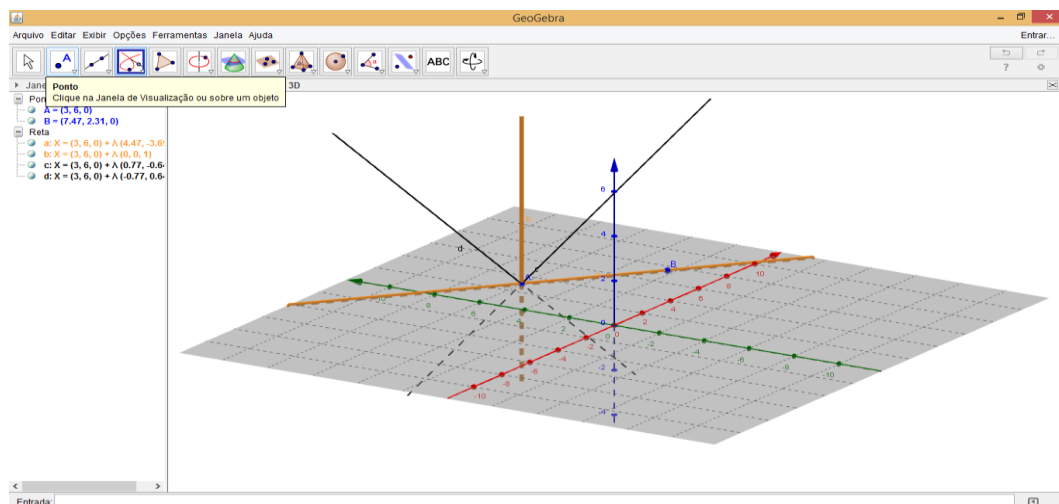 GeoGebra
Arquivo Editar Exibir Opções Ferramentas Janela Ajuda
Entrar...
A
ABC
?
Jane
3D
Ponto
Clique na Janela de Visualização ou sobre um objeto
Pon
A = (3, 6, 0)
B = (7.47, 2.31, 0)
Reta
a: X = (3, 6, 0) + λ (4.47, -3.6
b: X = (3, 6, 0) + λ (0, 0, 1)
c: X = (3, 6, 0) + λ (0.77, -0.6
d: X = (3, 6, 0) + λ (-0.77, 0.6
6
4
2
0
-2
-4
d
c
A
B
10
8
6
4
2
0
-2
-4
-6
-8
-10
8
6
2
0
-2
-4
-6
-8
-10
Entrada: